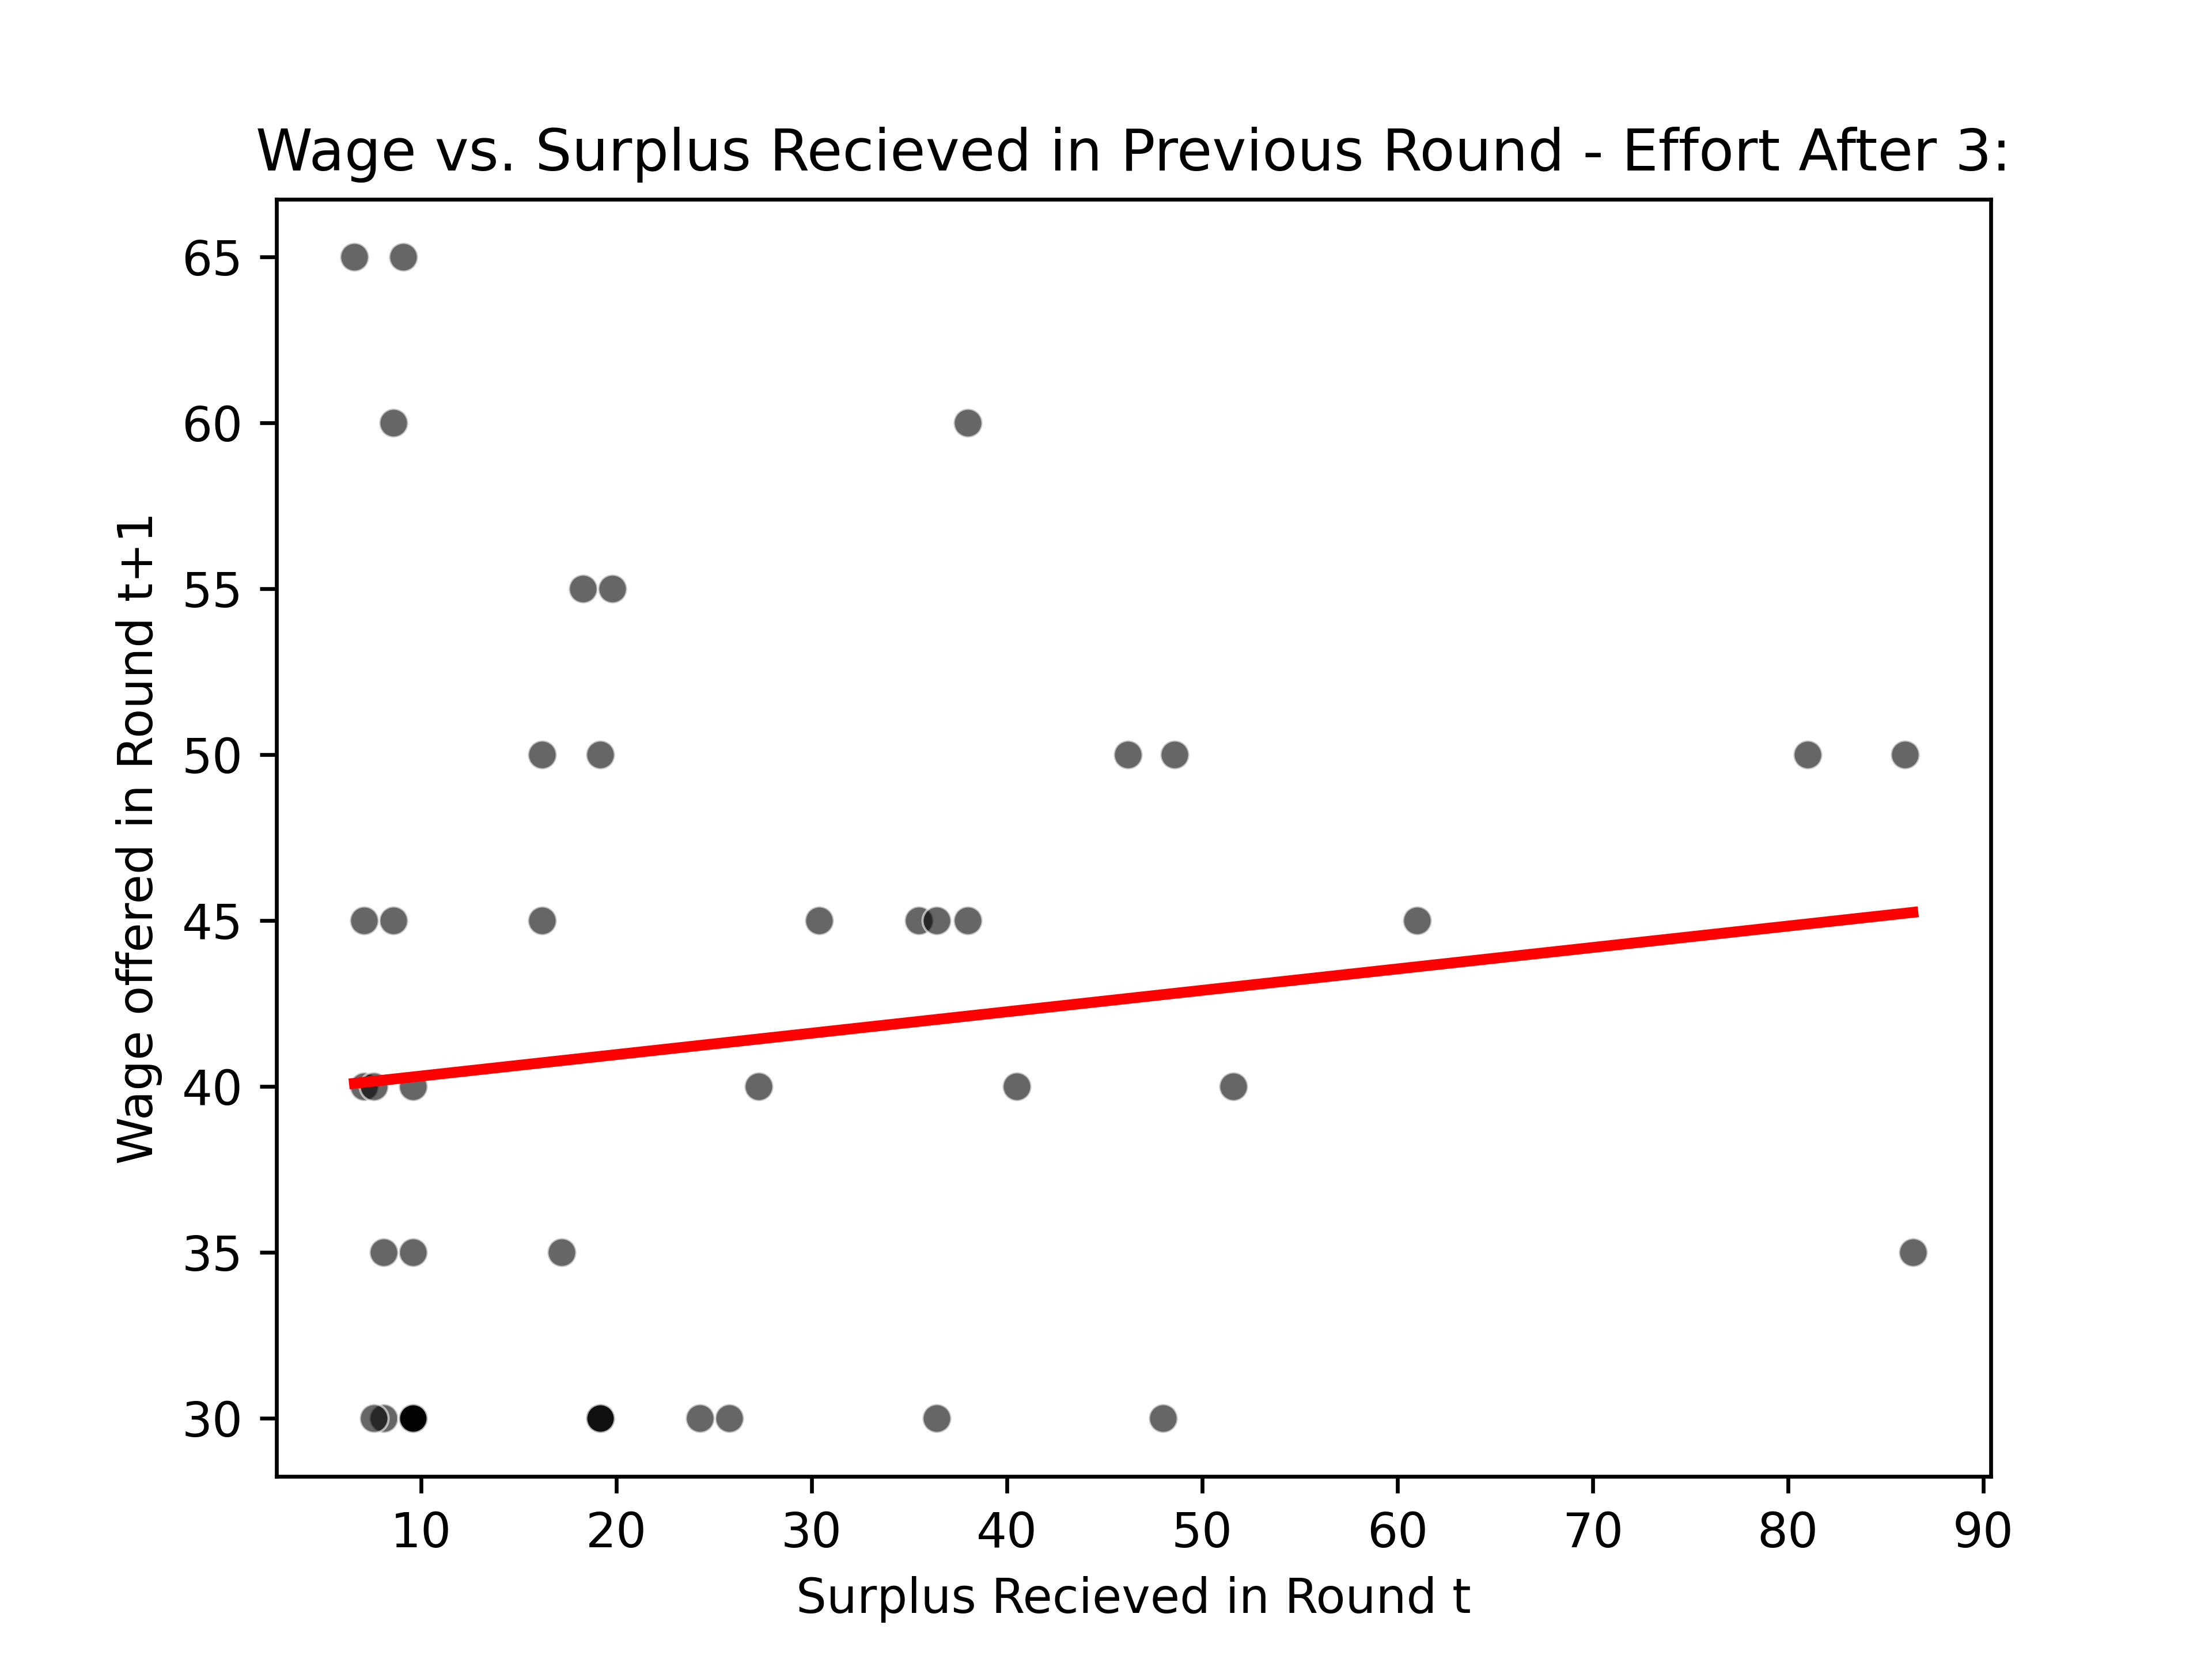 Wage vs. Surplus Recieved in Previous Round - Effort After 3:
Wage offered in Round t+1
65
60
55
50
45
40
35
30
10 20 30 40 50 60 70 80 90
Surplus Recieved in Round t